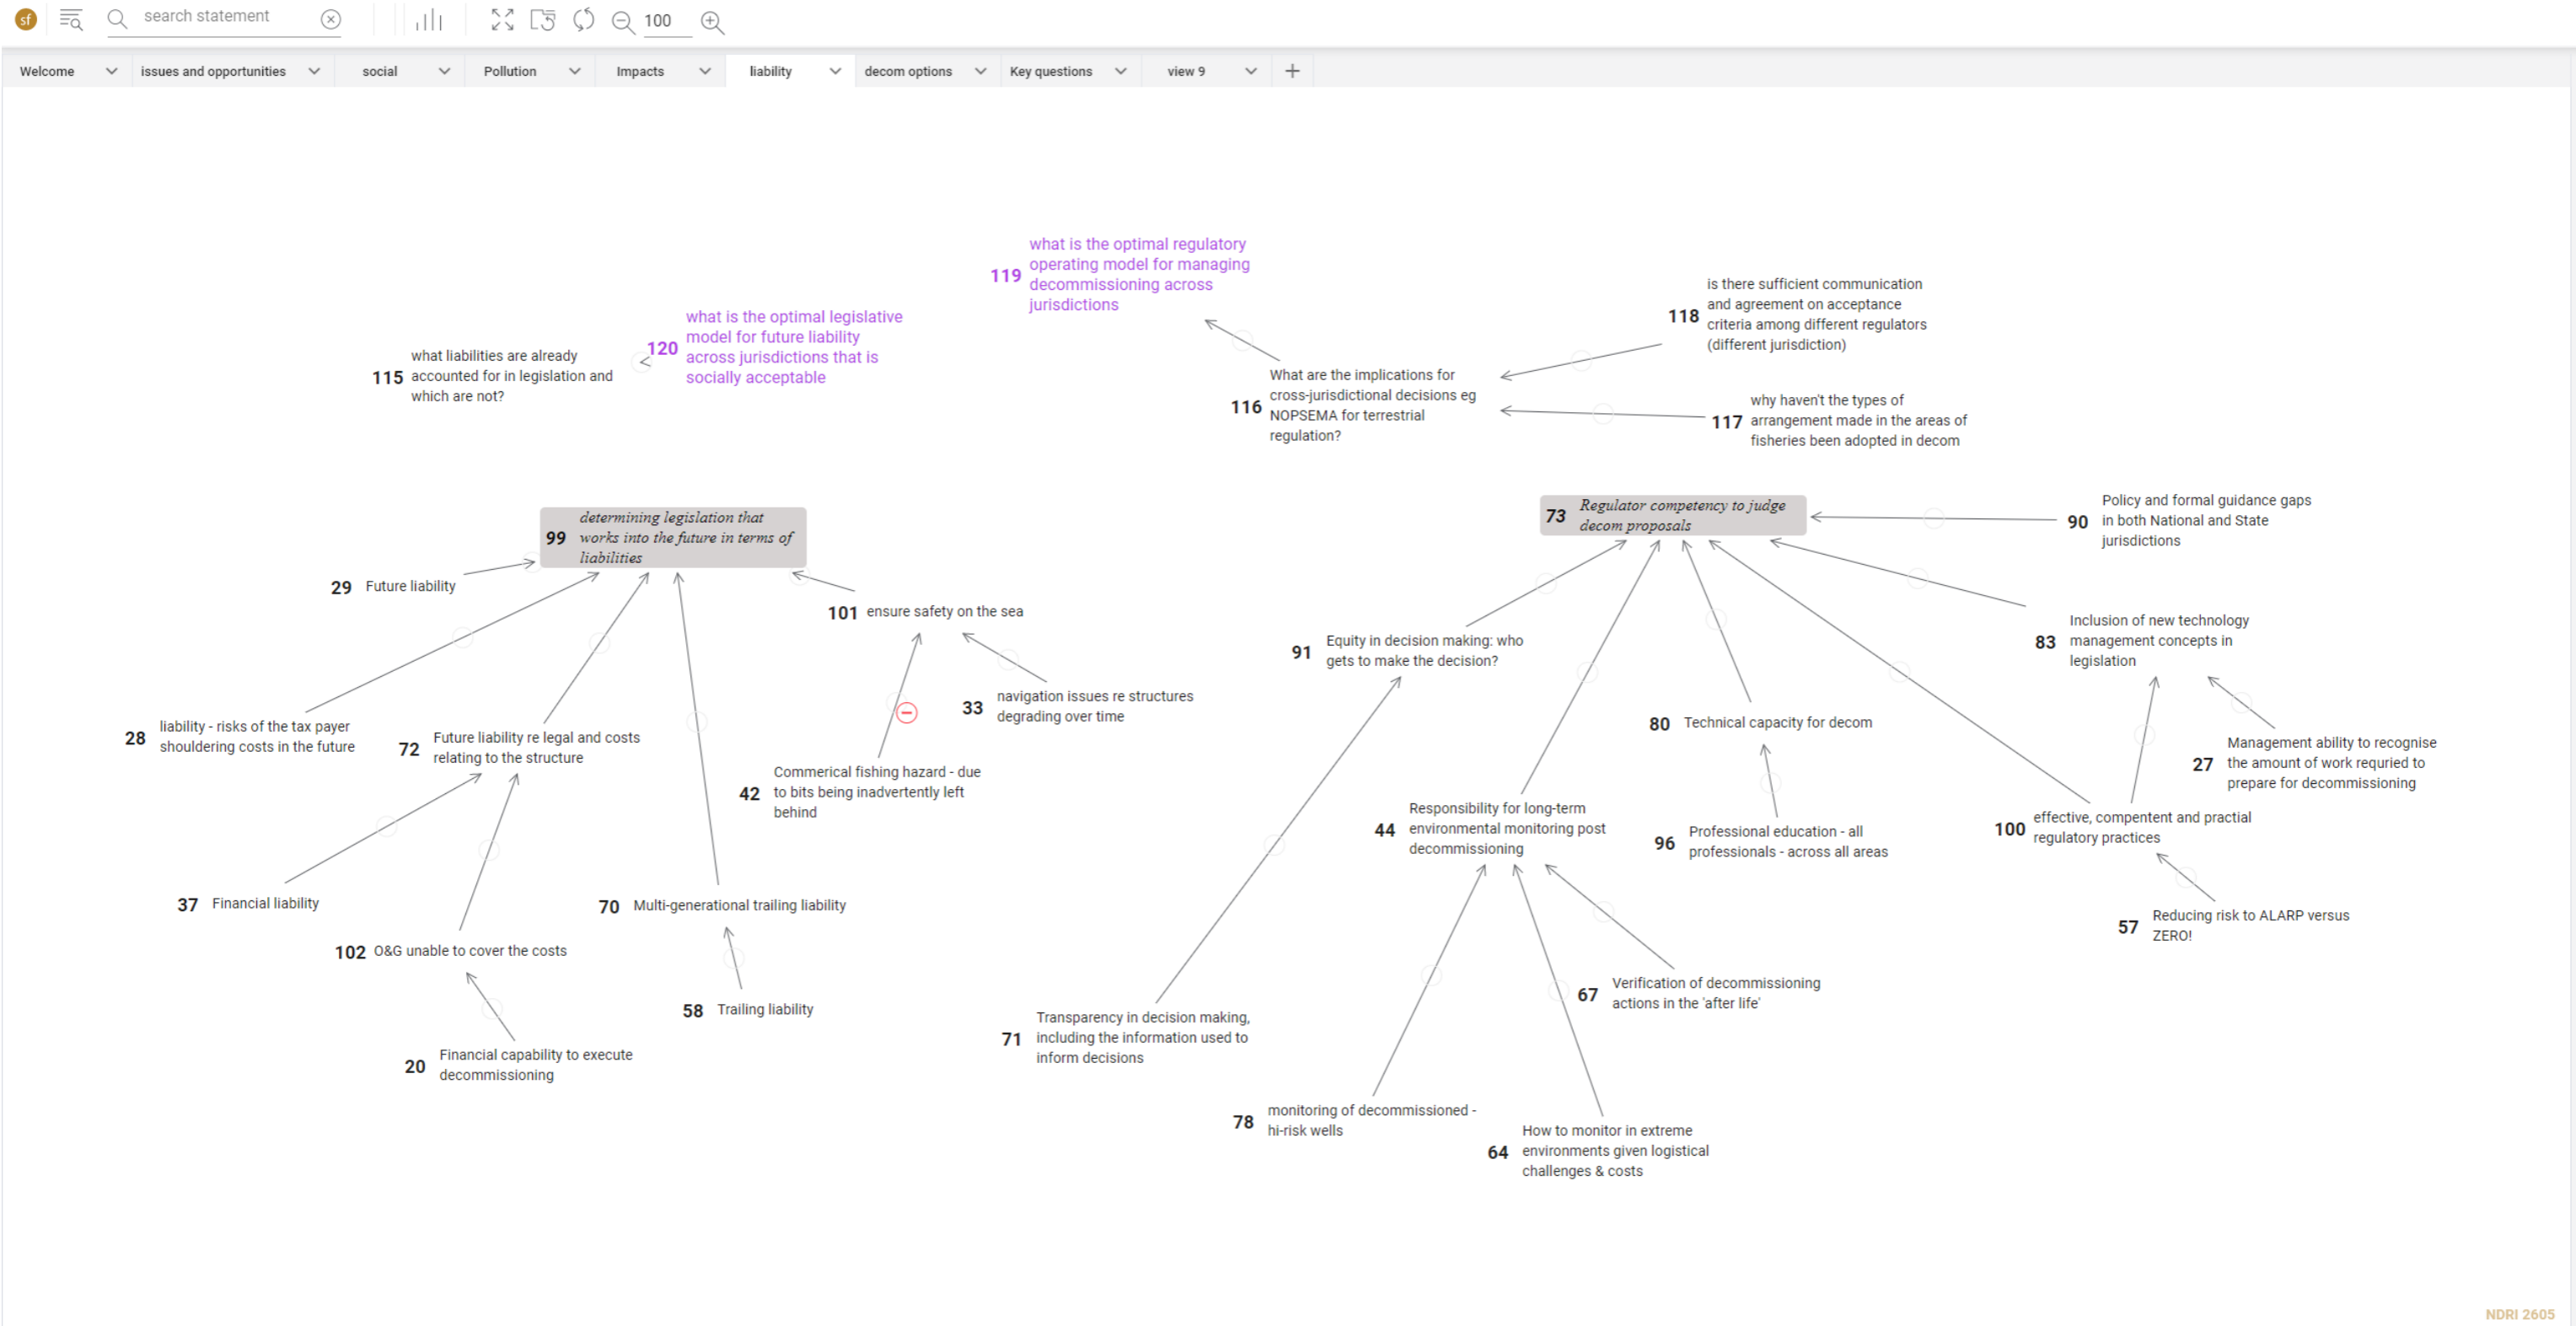 sf
search statement
100
Welcome
issues and opportunities
social
Pollution
Impacts
liability
decom options
Key questions
view 9
119
what is the optimal regulatory
operating model for managing
decommissioning across
jurisdictions
120
what is the optimal legislative
model for future liability
across jurisdictions that is
socially acceptable
115
what liabilities are already
accounted for in legislation and
which are not?
118
is there sufficient communication
and agreement on acceptance
criteria among different regulators
(different jurisdiction)
116
What are the implications for
cross-jurisdictional decisions eg
NOPSEMA for terrestrial
regulation?
117
why haven't the types of
arrangement made in the areas of
fisheries been adopted in decom
99
determining legislation that
works into the future in terms of
liabilities
73
Regulator competency to judge
decom proposals
90
Policy and formal guidance gaps
in both National and State
jurisdictions
29
Future liability
101
ensure safety on the sea
91
Equity in decision making: who
gets to make the decision?
83
Inclusion of new technology
management concepts in
legislation
28
liability - risks of the tax payer
shouldering costs in the future
72
Future liability re legal and costs
relating to the structure
33
navigation issues re structures
degrading over time
80
Technical capacity for decom
27
Management ability to recognise
the amount of work requried to
prepare for decommissioning
42
Commerical fishing hazard - due
to bits being inadvertently left
behind
44
Responsibility for long-term
environmental monitoring post
decommissioning
96
Professional education - all
professionals - across all areas
100
effective, compentent and practial
regulatory practices
37
Financial liability
70
Multi-generational trailing liability
57
Reducing risk to ALARP versus
ZERO!
102
O&G unable to cover the costs
58
Trailing liability
67
Verification of decommissioning
actions in the 'after life'
71
Transparency in decision making,
including the information used to
inform decisions
20
Financial capability to execute
decommissioning
78
monitoring of decommissioned -
hi-risk wells
64
How to monitor in extreme
environments given logistical
challenges & costs
NDRI 2605